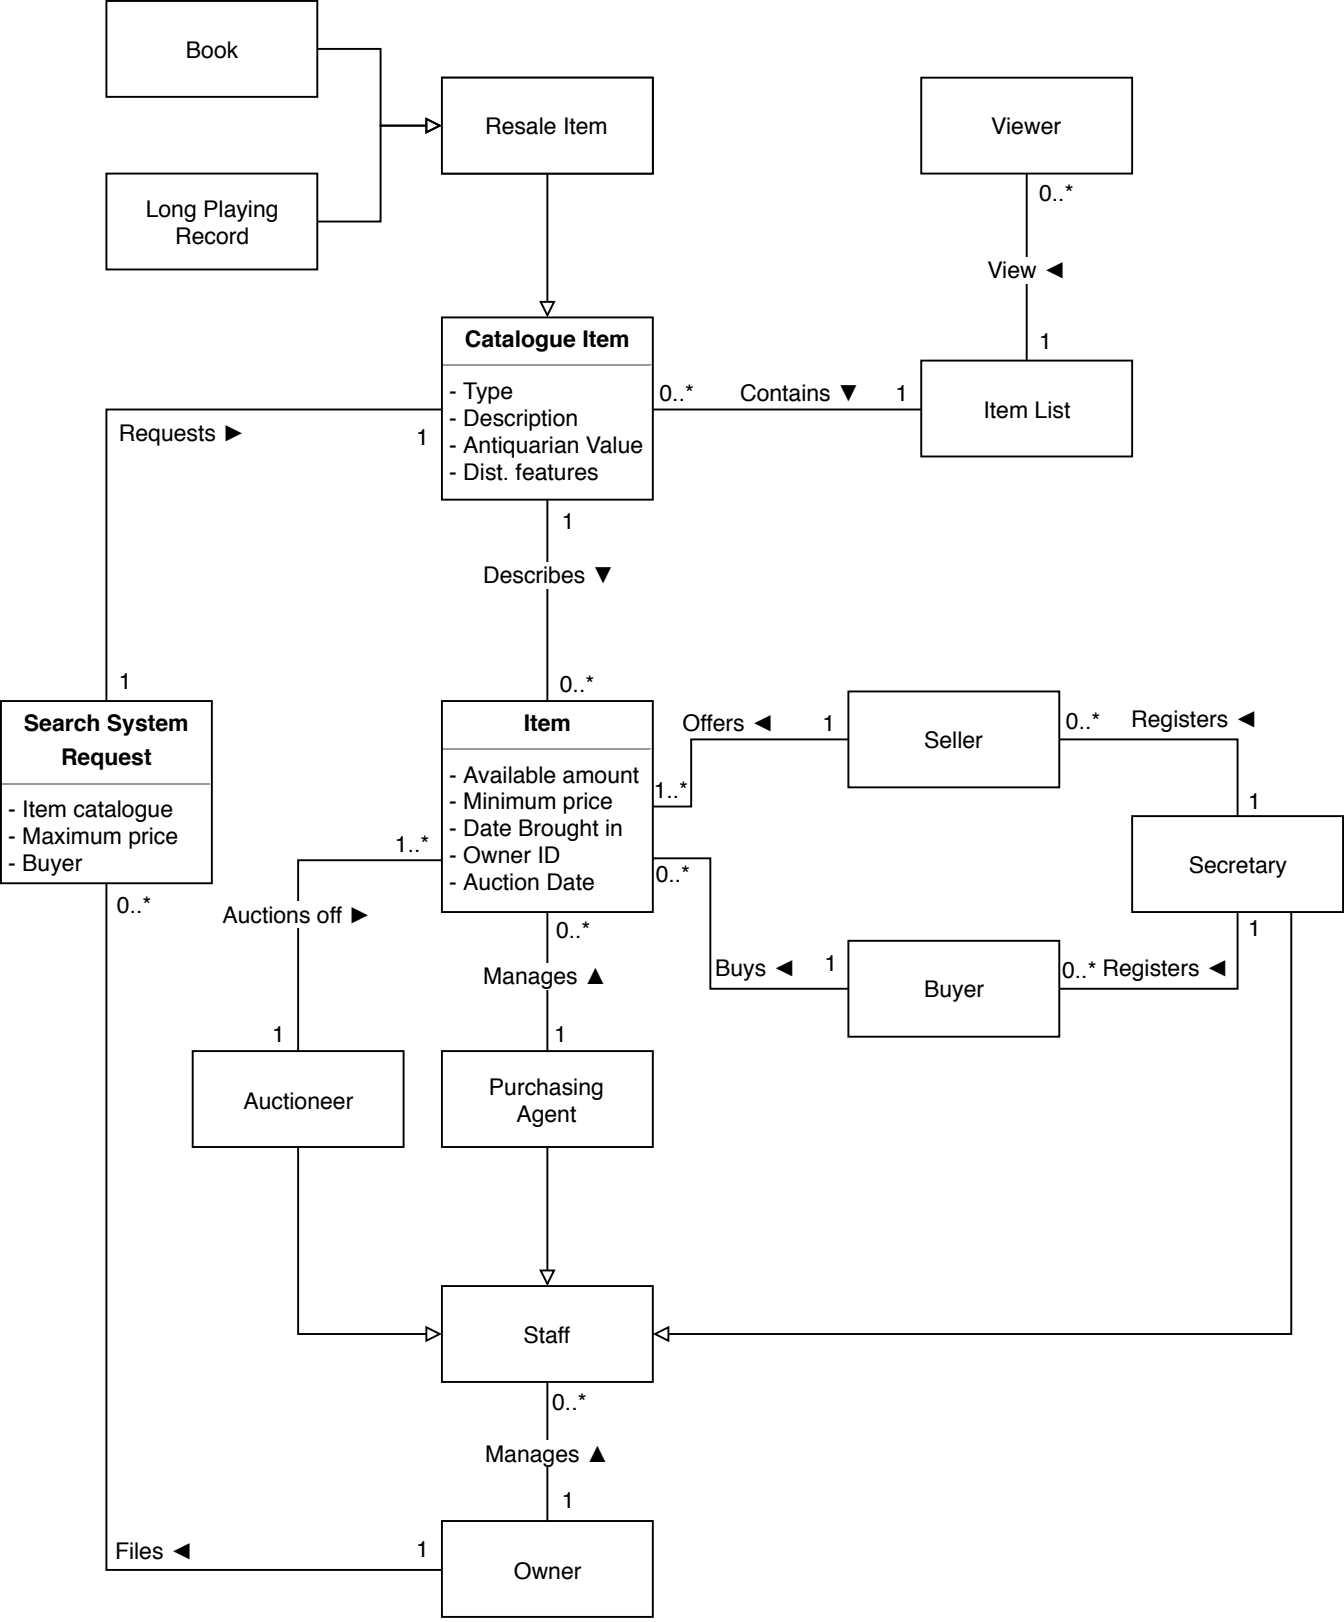 Book
Resale Item
Viewer
Long Playing
Record
0..*
View ◄
1
Catalogue Item
- Type
- Description
- Antiquarian Value
- Dist. features
0..*
Contains ▼
1
Item List
Requests ►
1
1
Describes ▼
1
0..*
Search System
Request
- Item catalogue
- Maximum price
- Buyer
Item
- Available amount
- Minimum price
- Date Brought in
- Owner ID
- Auction Date
Offers ◄
1
1..*
Seller
0..*
Registers ◄
1
Secretary
1..*
0..*
0..*
Auctions off ►
0..*
Manages ▲
Buys ◄
1
Buyer
0..*
Registers ◄
1
1
1
Auctioneer
Purchasing
Agent
Staff
0..*
Manages ▲
1
Files ◄
1
Owner